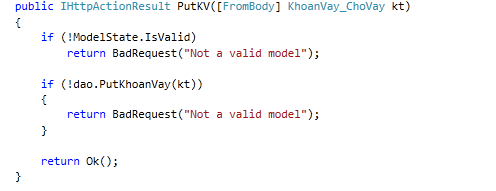 public IHttpActionResult PutKV([FromBody] KhoanVay_ChoVay kt)
{
if (!ModelState.IsValid)
return BadRequest("Not a valid model");
if (!dao.PutKhoanVay(kt))
{
return BadRequest("Not a valid model");
}
return Ok();
}